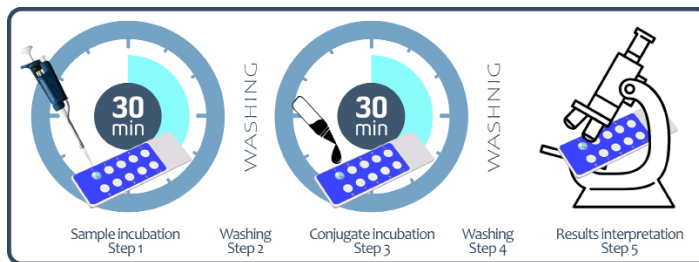 30
min
WASHING
30
min
WASHNIG
Sample incubation
Step 1
Washing
Step 2
Conjugate incubation
Step 3
Washing
Step 4
Results interpretation
Step 5